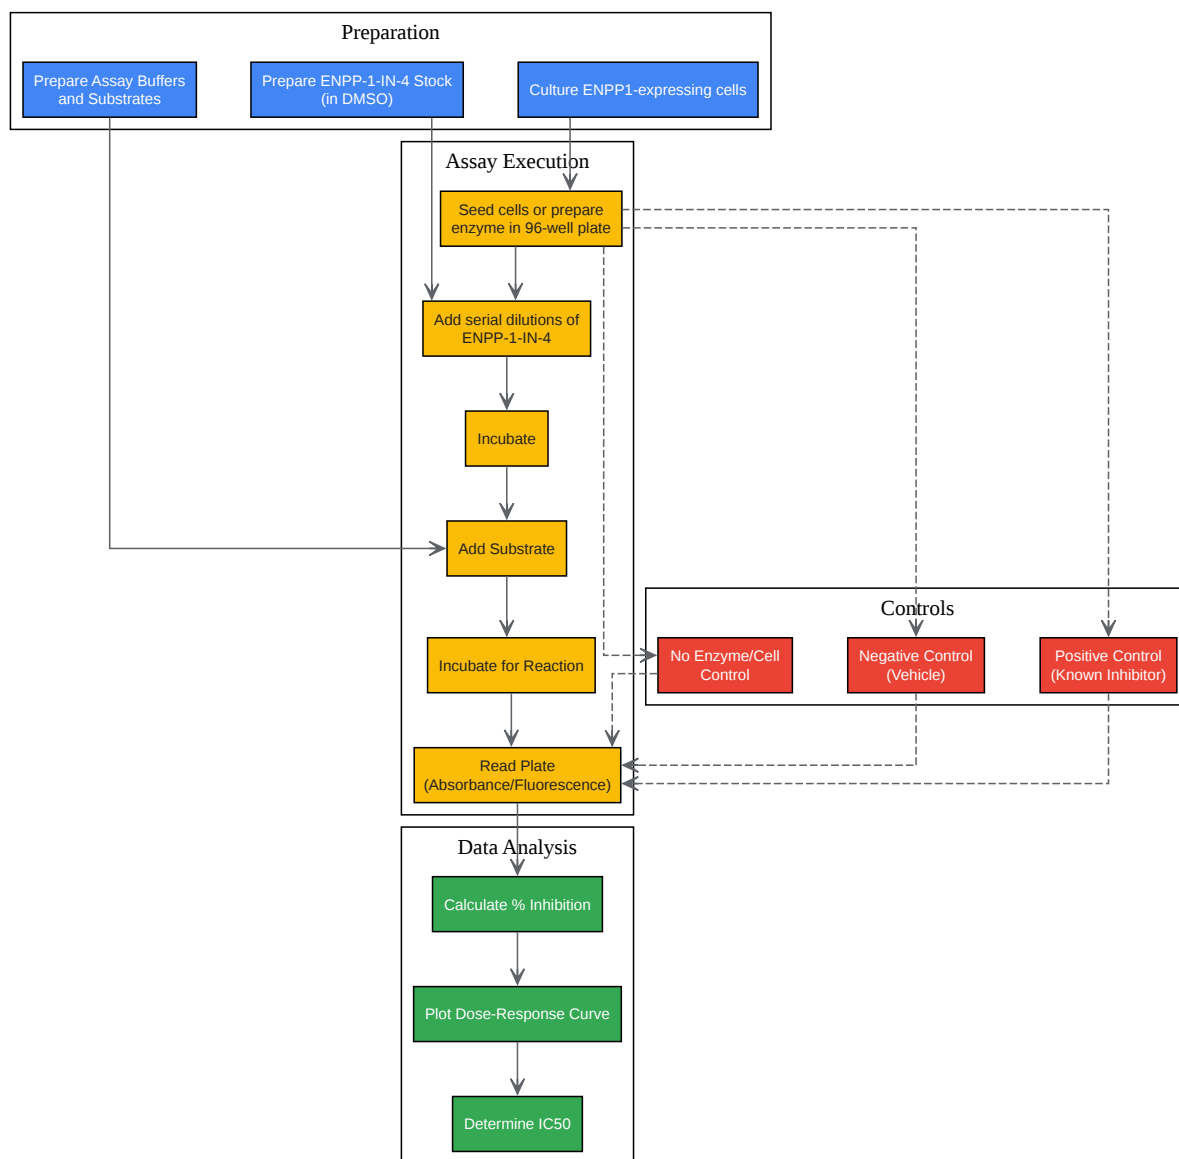 Preparation
Prepare Assay Buffers
and Substrates
Prepare ENPP-1-IN-4 Stock
(in DMSO)
Culture ENPP1-expressing cells
Assay Execution
Seed cells or prepare
enzyme in 96-well plate
Add serial dilutions of
ENPP-1-IN-4
Incubate
Add Substrate
Incubate for Reaction
Read Plate
(Absorbance/Fluorescence)
Controls
No Enzyme/Cell
Control
Negative Control
(Vehicle)
Positive Control
(Known Inhibitor)
Data Analysis
Calculate % Inhibition
Plot Dose-Response Curve
Determine IC50